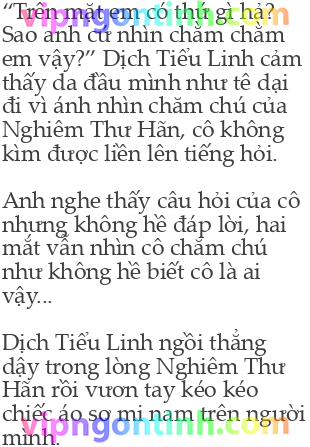 “Trên mặt em có thứ gì hả?
Sao anh cứ nhìn chằm chằm
em vậy?” Dịch Tiểu Linh cảm
thấy da đầu mình như tê dại
đi vì ánh nhìn chăm chú của
Nghiêm Thư Hãn, cô không
kìm được liền lên tiếng hỏi.

Anh nghe thấy câu hỏi của cô
nhưng không hề đáp lời, hai
mắt vẫn nhìn cô chăm chú
như không hề biết cô là ai
vậy...

Dịch Tiểu Linh ngồi thẳng
dậy trong lòng Nghiêm Thư
Hãn rồi vươn tay kéo kéo
chiếc áo sơ mi nam trên người
mình.
vipngontinh.com
vipngontinh.com